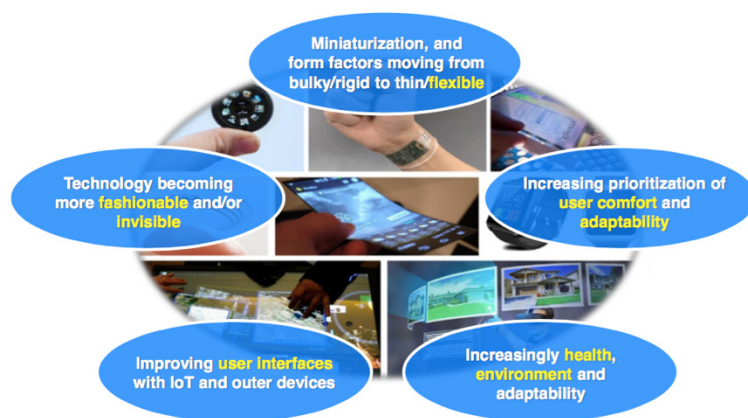 Miniaturization, and
form factors moving from
bulky/rigid to thin/flexible
Technology becoming
more fashionable and/or
invisible
Increasing prioritization of
user comfort and
adaptability
Improving user interfaces
with IoT and outer devices
Increasingly health,
environment and
adaptability